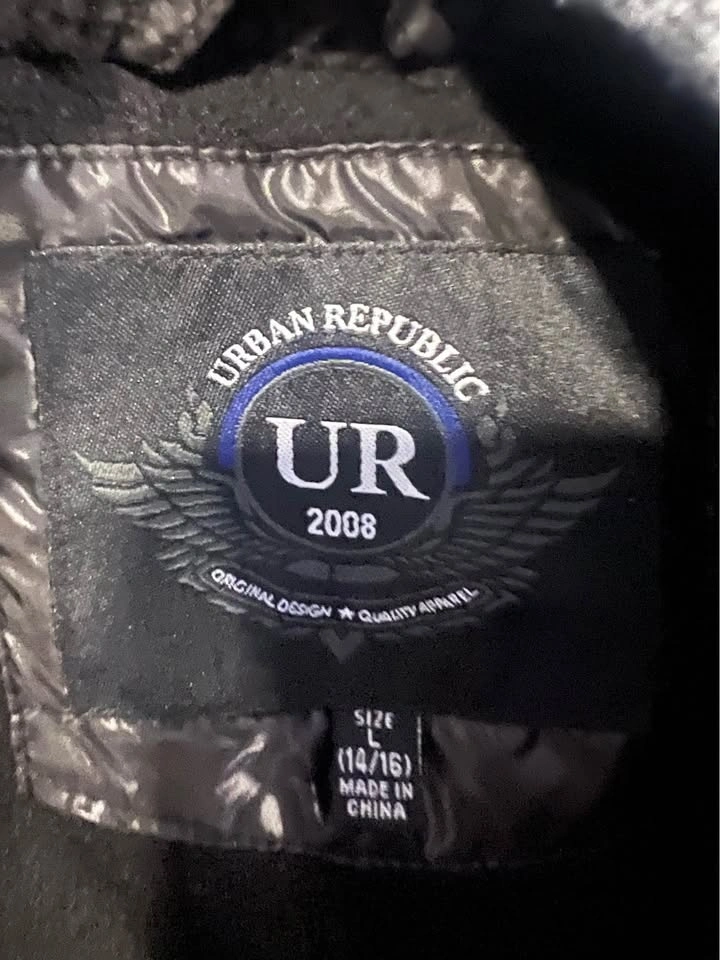 URBAN REPUBLIC
UR
2008
ORIGINAL DESIGN ★ QUALITY APPAREL
SIZE
L
(14/16)
MADE IN
CHINA